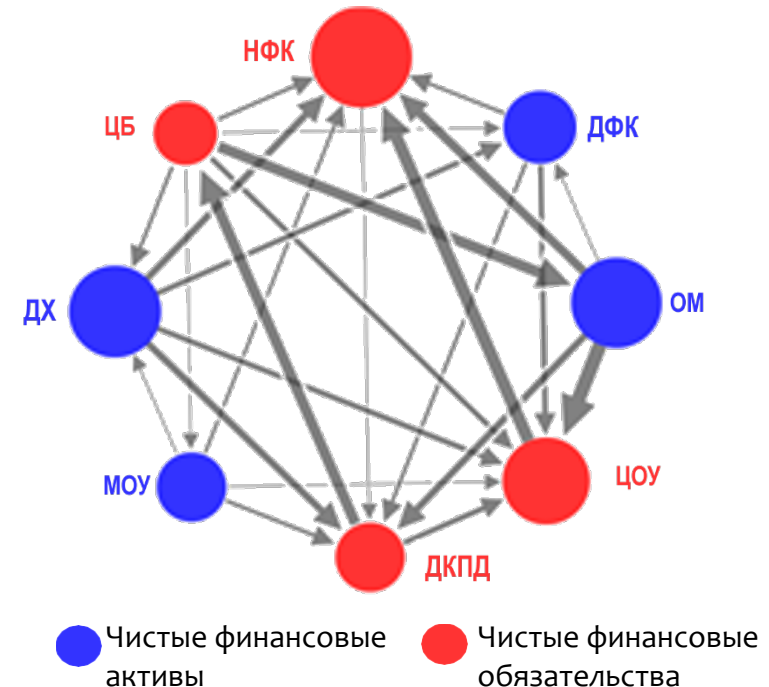 НФК
ЦБ
ДФК
ДХ
ОМ
МОУ
ЦОУ
ДКПД
Чистые финансовые
активы
Чистые финансовые
обязательства